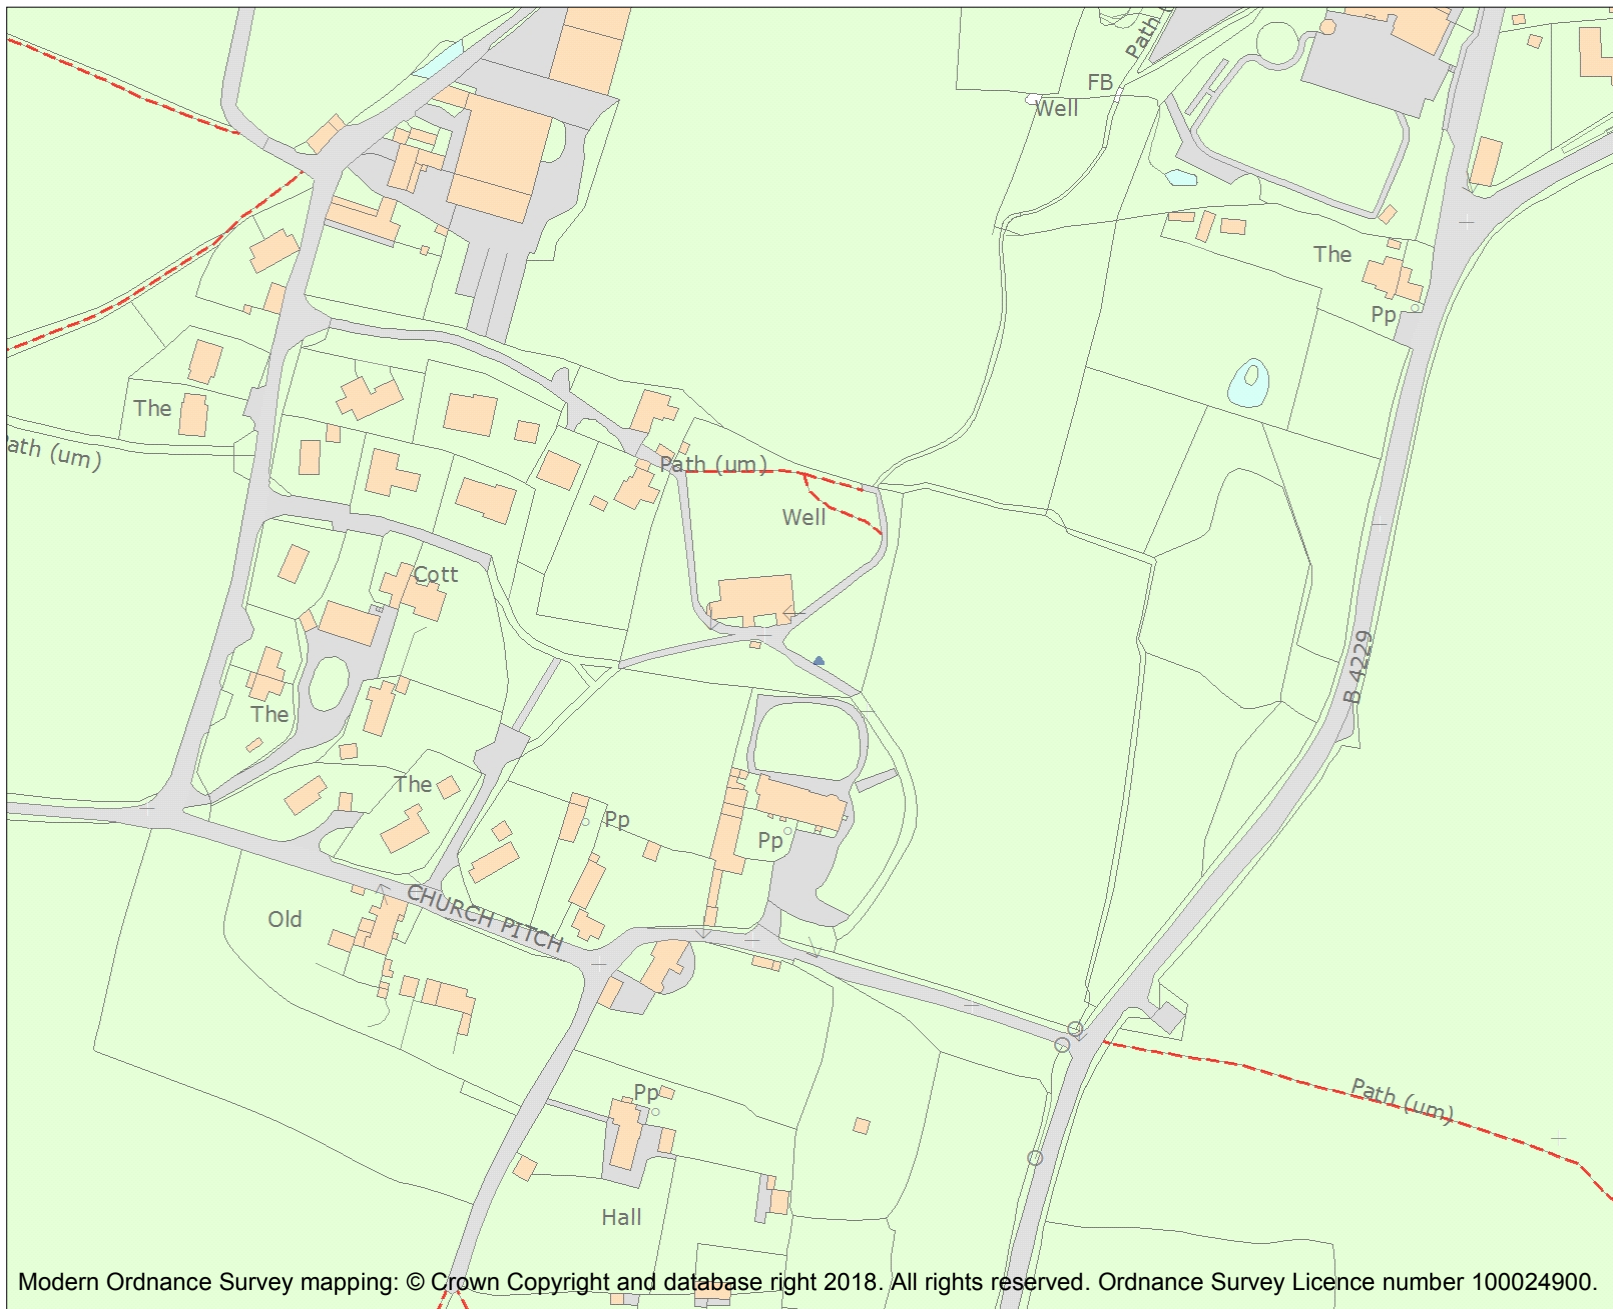 Path (
FB
Well
The
Pp
The
Path (um)
Path (um)
Well
Cott
B 4229
The
The
Pp
Pp
CHURCH PITCH
Old
Path (um)
Pp
Hall
Modern Ordnance Survey mapping: © Crown Copyright and database right 2018. All rights reserved. Ordnance Survey Licence number 100024900.